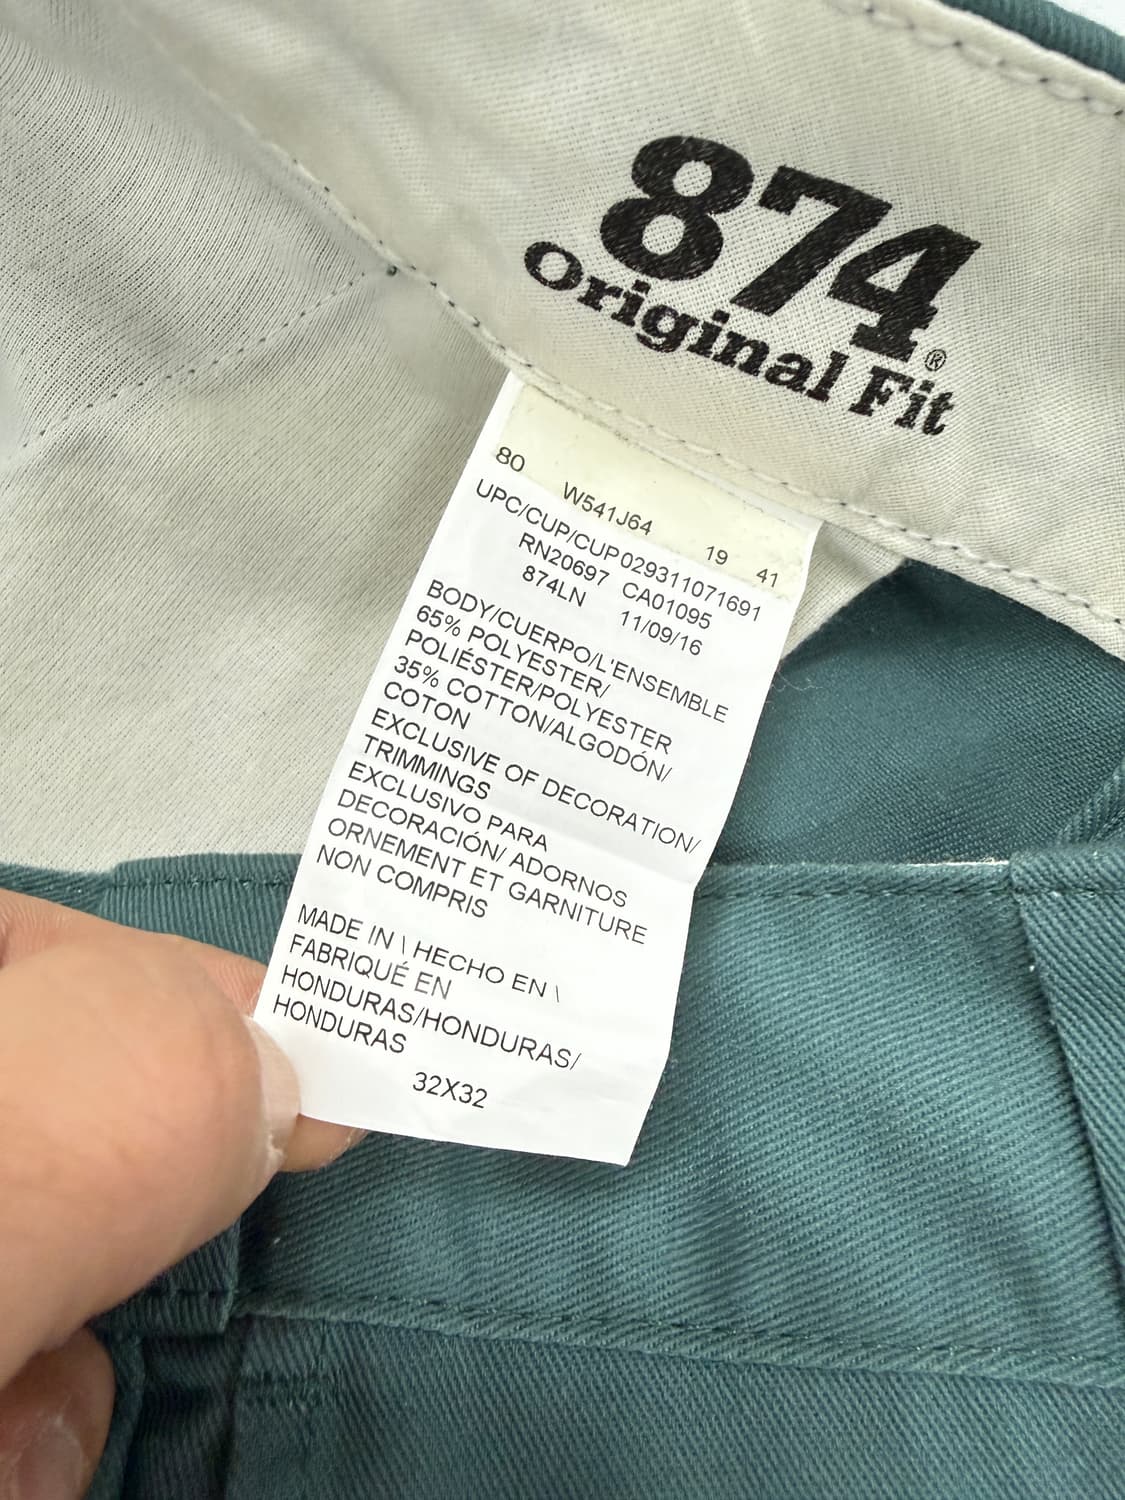 874®
Original Fit
80 W541J64 19 41
UPC/CUP/CUP 029311071691
RN20697 CA01095
874LN 11/09/16
BODY/CUERPO/L'ENSEMBLE
65% POLYESTER/
POLIÉSTER/POLYESTER
35% COTTON/ALGODÓN/
COTON
EXCLUSIVE OF DECORATION/
TRIMMINGS
EXCLUSIVO PARA
DECORACIÓN/ ADORNOS
ORNEMENT ET GARNITURE
NON COMPRIS
MADE IN \ HECHO EN \
FABRIQUÉ EN
HONDURAS/HONDURAS/
HONDURAS
32X32